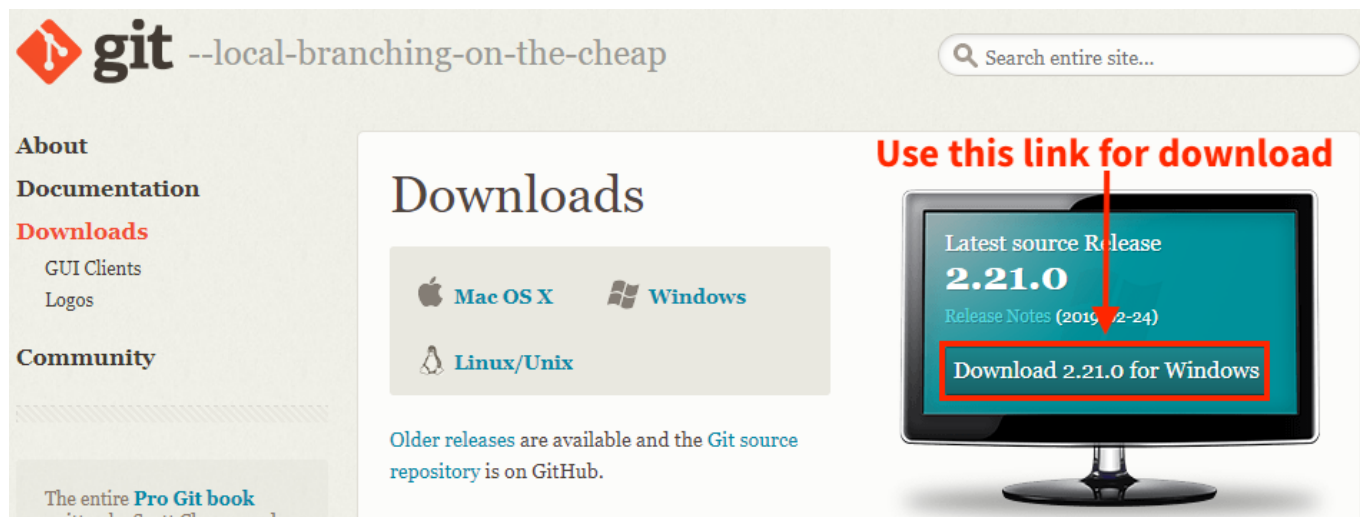 git --local-branching-on-the-cheap
Search entire site...
About
Documentation
Downloads
GUI Clients
Logos
Community
The entire Pro Git book
Downloads
Mac OS X
Windows
Linux/Unix
Older releases are available and the Git source
repository is on GitHub.
Use this link for download
Latest source Release
2.21.0
Release Notes (2019-02-24)
Download 2.21.0 for Windows